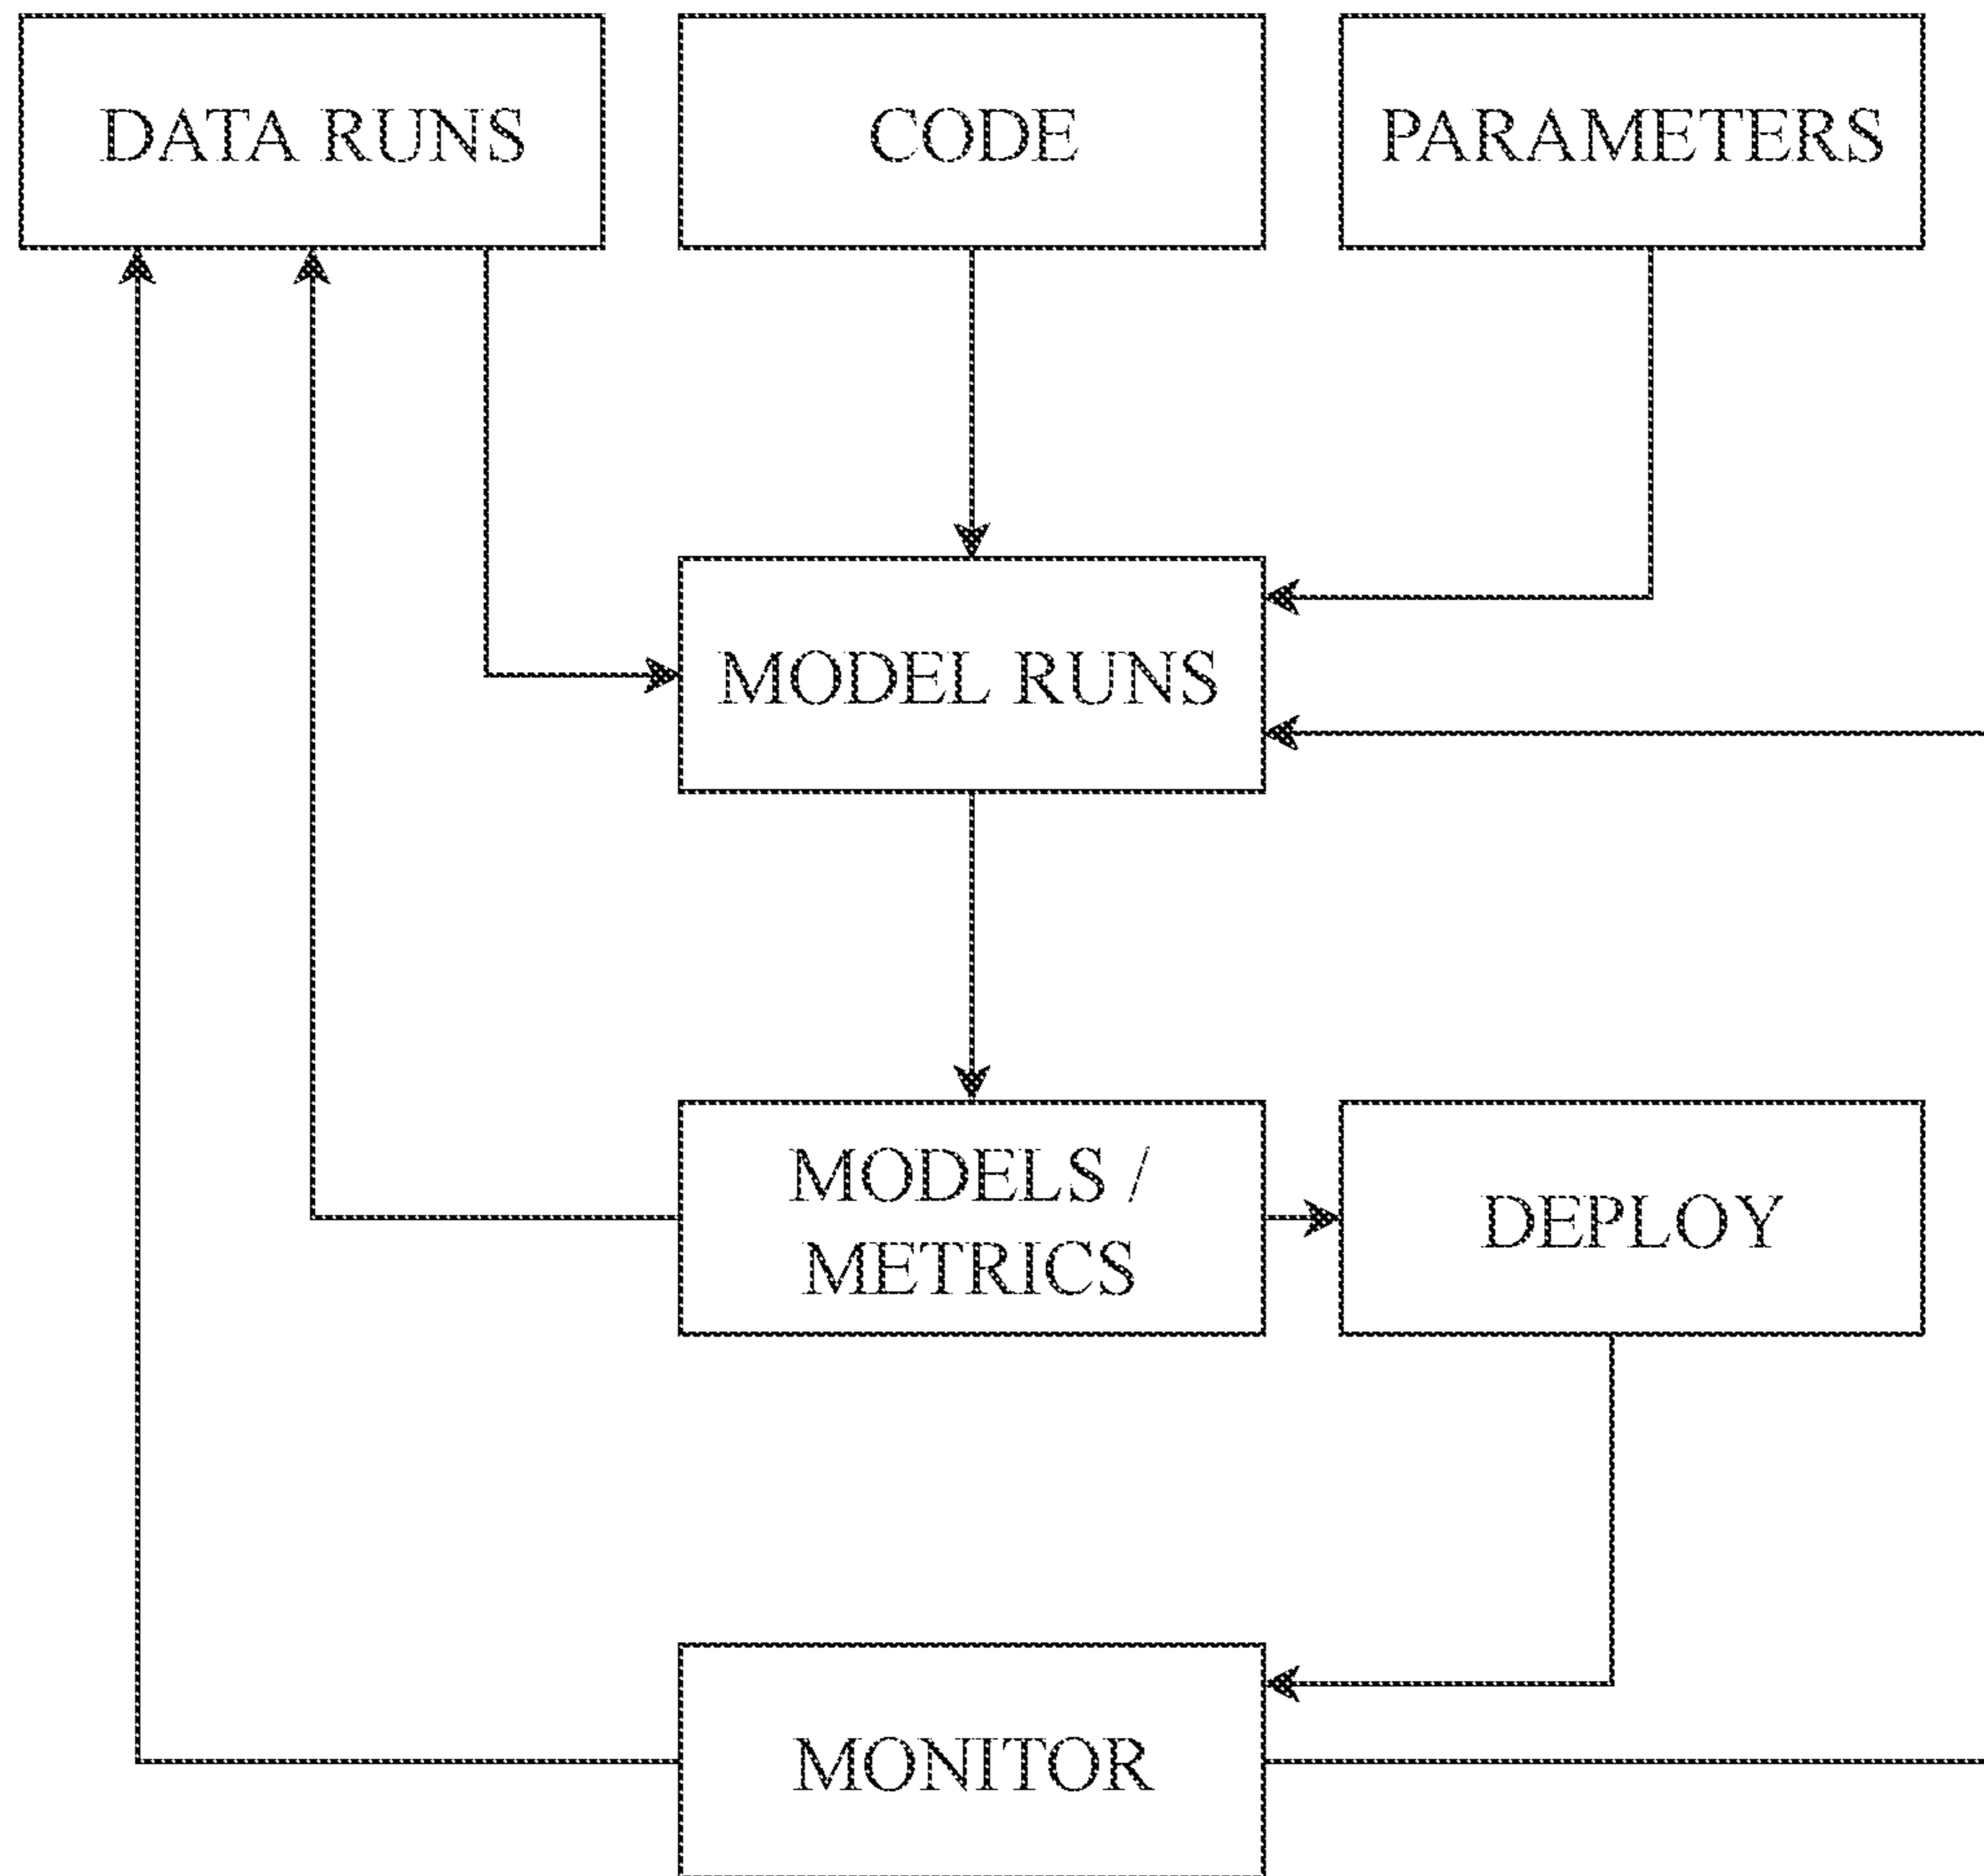 DATA RUNS
CODE
PARAMETERS
MODEL RUNS
MODELS /
METRICS
DEPLOY
MONITOR